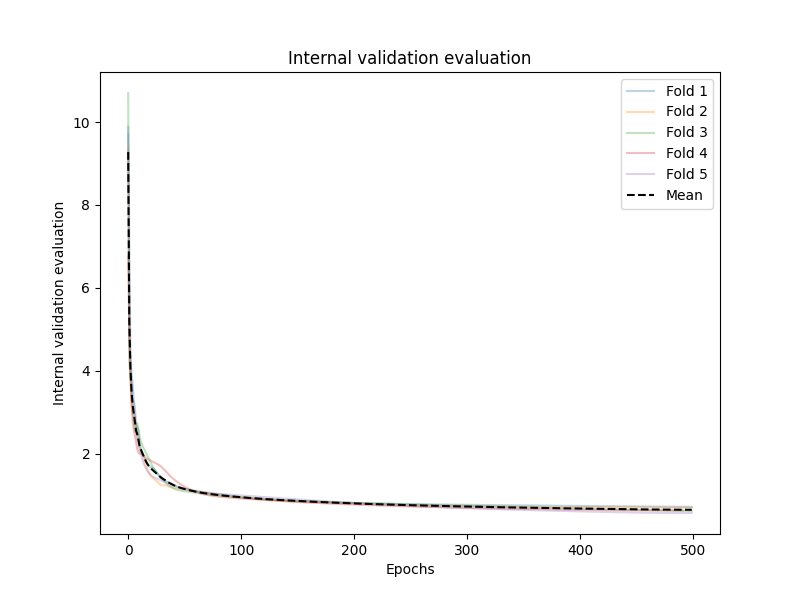 Internal validation evaluation
Internal validation evaluation
10
8
6
4
2
0
100
200
300
400
500
Epochs
Fold 1
Fold 2
Fold 3
Fold 4
Fold 5
Mean